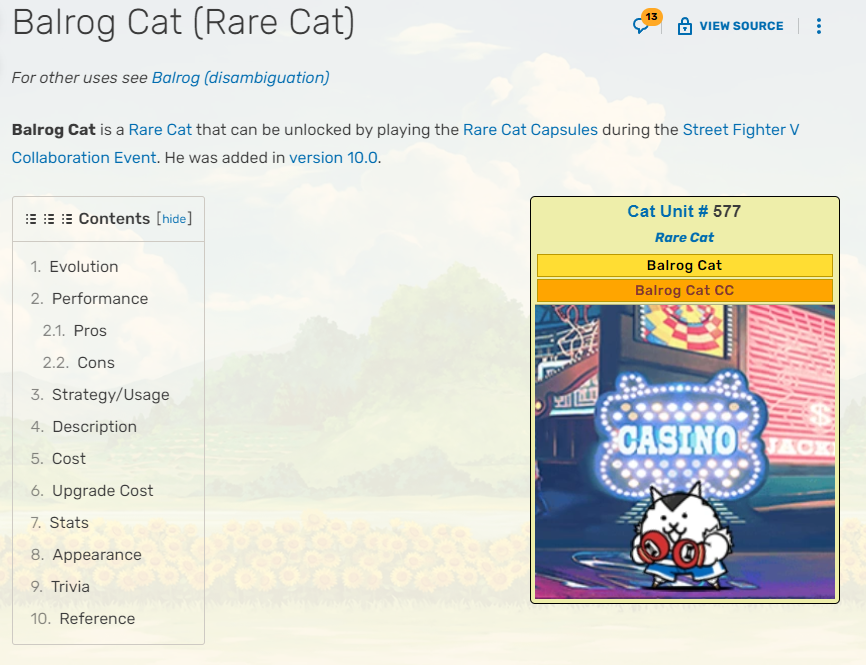 Balrog Cat (Rare Cat)
13
VIEW SOURCE
For other uses see Balrog (disambiguation)
Balrog Cat is a Rare Cat that can be unlocked by playing the Rare Cat Capsules during the Street Fighter V
Collaboration Event. He was added in version 10.0.
Contents [hide]
1. Evolution
2. Performance
2.1. Pros
2.2. Cons
3. Strategy/Usage
4. Description
5. Cost
6. Upgrade Cost
7. Stats
8. Appearance
9. Trivia
10. Reference
Cat Unit # 577
Rare Cat
Balrog Cat
Balrog Cat CC
$
CASINO